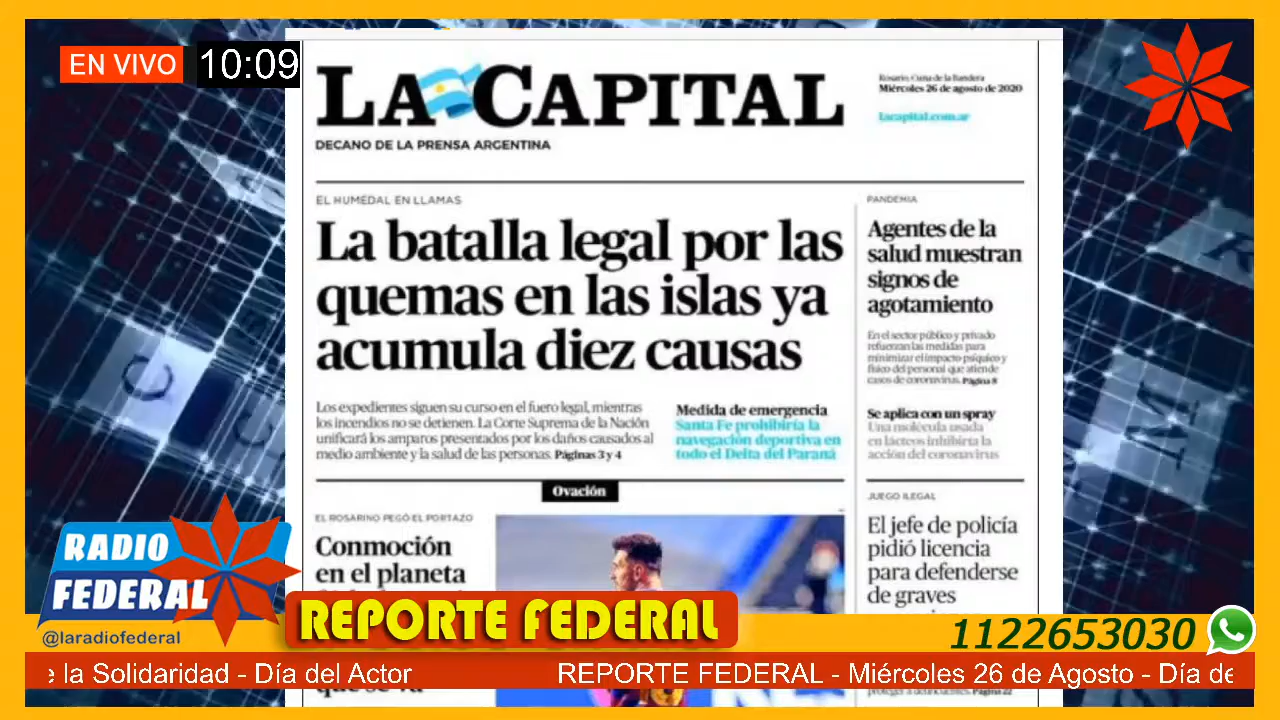 EN VIVO
10:09
LA CAPITAL
DECANO DE LA PRENSA ARGENTINA
Rosario, Cuna de la Bandera
Miércoles 26 de agosto de 2020
lacapital.com.ar
EL HUMEDAL EN LLAMAS
La batalla legal por las
quemas en las islas ya
acumula diez causas
Los expedientes siguen su curso en el fuero legal, mientras
los incendios no se detienen. La Corte Suprema de la Nación
unificará los amparos presentados por los daños causados al
medio ambiente y la salud de las personas. Páginas 3 y 4
Medida de emergencia
Santa Fe prohibiría la
navegación deportiva en
todo el Delta del Paraná
PANDEMIA
Agentes de la
salud muestran
signos de
agotamiento
En el sector público y privado
refuerzan las medidas para
minimizar el impacto psíquico y
físico del personal que atiende
casos de coronavirus. Página 8
Se aplica con un spray
Una molécula usada
en lácteos inhibiría la
acción del coronavirus
JUEGO ILEGAL
El jefe de policía
pidió licencia
para defenderse
de graves
Ovación
EL ROSARINO PEGÓ EL PORTAZO
Conmoción
en el planeta
que se va
proteger a delincuentes. Página 22
RADIO
FEDERAL
@laradiofederal
REPORTE FEDERAL
1122653030
e la Solidaridad - Día del Actor
REPORTE FEDERAL - Miércoles 26 de Agosto - Día de